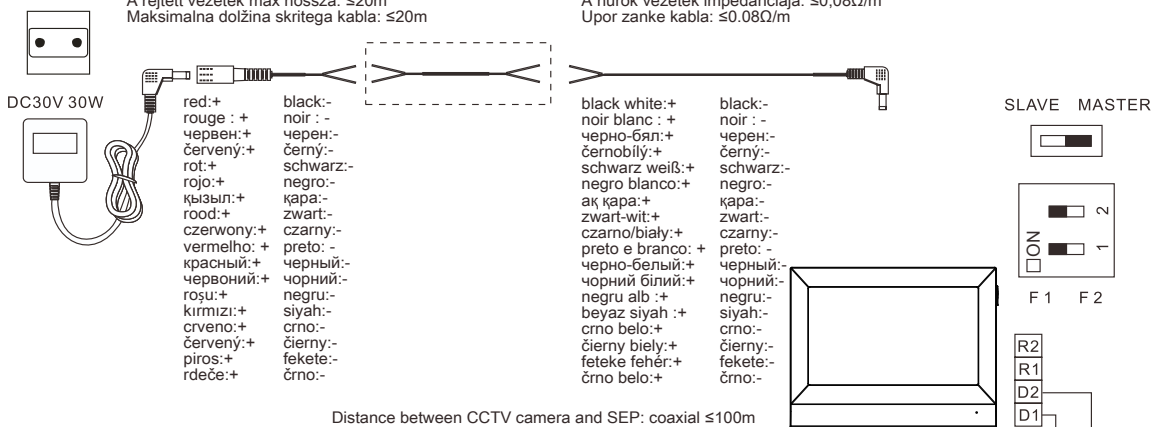 A rejtett vezeték max hossza: ≤20m
Maksimalna dolžina skritega kabla: ≤20m
A hurok vezeték impedanciája: ≤0,08Ω/m
Upor zanke kabla: ≤0.08Ω/m
DC30V 30W
red:+ black:-
rouge : + noir : -
червен:+ черен:-
červený:+ černý:-
rot:+ schwarz:-
rojo:+ negro:-
қызыл:+ қара:-
rood:+ zwart:-
czerwony:+ czarny:-
vermelho: + preto: -
красный:+ черный:-
червоний:+ чорний:-
roșu:+ negru:-
kırmızı:+ siyah:-
crveno:+ crno:-
červený:+ čierny:-
piros:+ fekete:-
rdeče:+ črno:-
black white:+ black:-
noir blanc : + noir : -
черно-бял:+ черен:-
černobílý:+ černý:-
schwarz weiß:+ schwarz:-
negro blanco:+ negro:-
ақ қара:+ қара:-
zwart-wit:+ zwart:-
czarno/biały:+ czarny:-
preto e branco: + preto: -
черно-белый:+ черный:-
чорний білий:+ чорний:-
negru alb :+ negru:-
beyaz siyah :+ siyah:-
crno belo:+ crno:-
čierny biely:+ čierny:-
feteke fehér:+ fekete:-
črno belo:+ črno:-
SLAVE MASTER
2
1
ON
F 1 F 2
R2
R1
D2
D1
Distance between CCTV camera and SEP: coaxial ≤100m